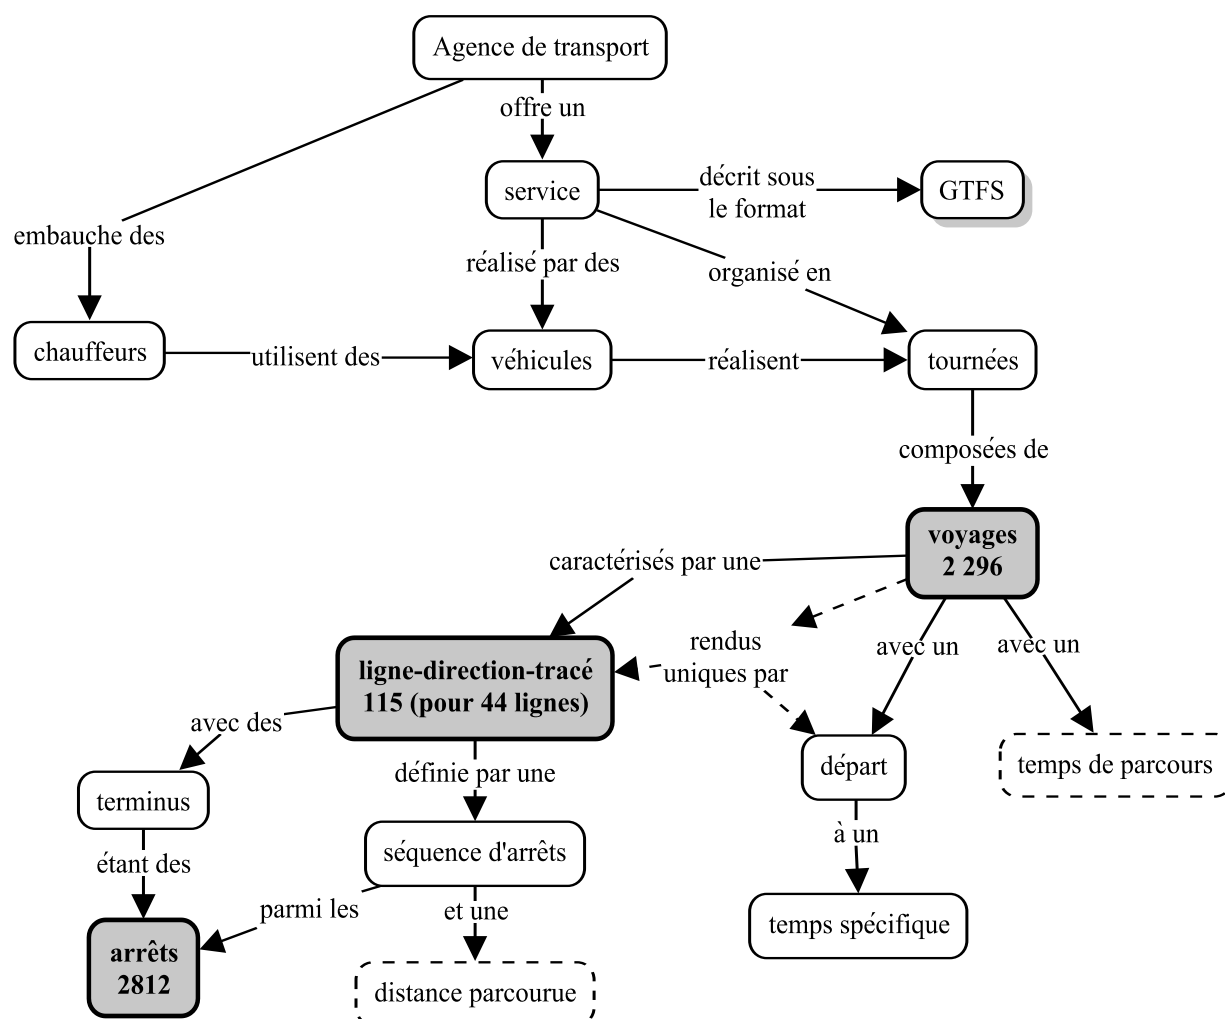 Agence de transport
offre un
service
décrit sous
le format
GTFS
embauche des
réalisé par des
organisé en
chauffeurs
utilisent des
véhicules
réalisent
tournées
composées de
voyages
2 296
caractérisés par une
rendus
uniques par
avec un
avec un
ligne-direction-tracé
115 (pour 44 lignes)
avec des
définie par une
départ
temps de parcours
terminus
à un
séquence d'arrêts
étant des
parmi les
et une
temps spécifique
arrêts
2812
distance parcourue